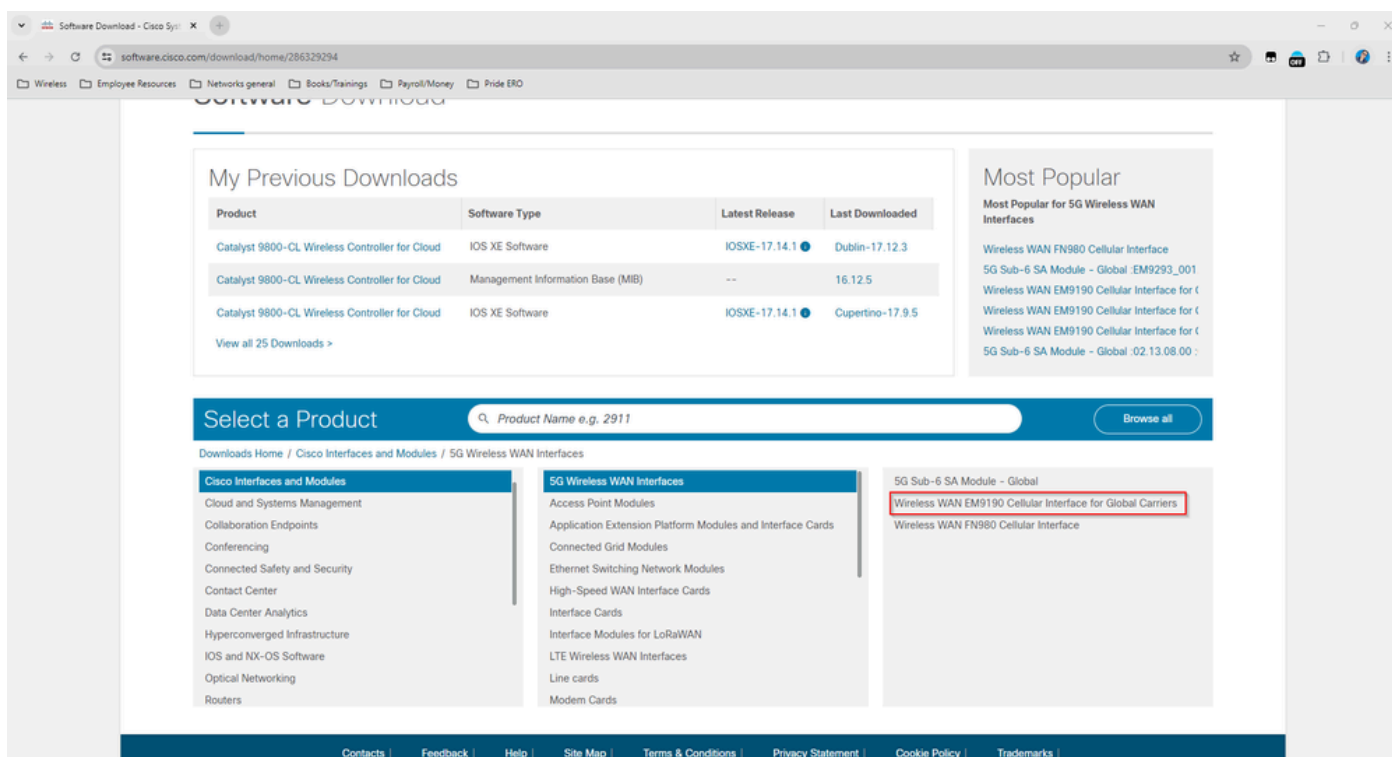 Software Download - Cisco Syst
software.cisco.com/download/home/286329294
OFF
Wireless Employee Resources Networks general Books/Trainings Payroll/Money Pride ERO
Software Download
My Previous Downloads
Product Software Type Latest Release Last Downloaded
Catalyst 9800-CL Wireless Controller for Cloud IOS XE Software IOSXE-17.14.1 Dublin-17.12.3
Catalyst 9800-CL Wireless Controller for Cloud Management Information Base (MIB) -- 16.12.5
Catalyst 9800-CL Wireless Controller for Cloud IOS XE Software IOSXE-17.14.1 Cupertino-17.9.5
View all 25 Downloads >
Most Popular
Most Popular for 5G Wireless WAN
Interfaces
Wireless WAN FN980 Cellular Interface
5G Sub-6 SA Module - Global :EM9293_001
Wireless WAN EM9190 Cellular Interface for G
Wireless WAN EM9190 Cellular Interface for G
Wireless WAN EM9190 Cellular Interface for G
5G Sub-6 SA Module - Global :02.13.08.00 :
Select a Product
Product Name e.g. 2911
Browse all
Downloads Home / Cisco Interfaces and Modules / 5G Wireless WAN Interfaces
Cisco Interfaces and Modules
Cloud and Systems Management
Collaboration Endpoints
Conferencing
Connected Safety and Security
Contact Center
Data Center Analytics
Hyperconverged Infrastructure
IOS and NX-OS Software
Optical Networking
Routers
5G Wireless WAN Interfaces
Access Point Modules
Application Extension Platform Modules and Interface Cards
Connected Grid Modules
Ethernet Switching Network Modules
High-Speed WAN Interface Cards
Interface Cards
Interface Modules for LoRaWAN
LTE Wireless WAN Interfaces
Line cards
Modem Cards
5G Sub-6 SA Module - Global
Wireless WAN EM9190 Cellular Interface for Global Carriers
Wireless WAN FN980 Cellular Interface
Contacts | Feedback | Help | Site Map | Terms & Conditions | Privacy Statement | Cookie Policy | Trademarks |